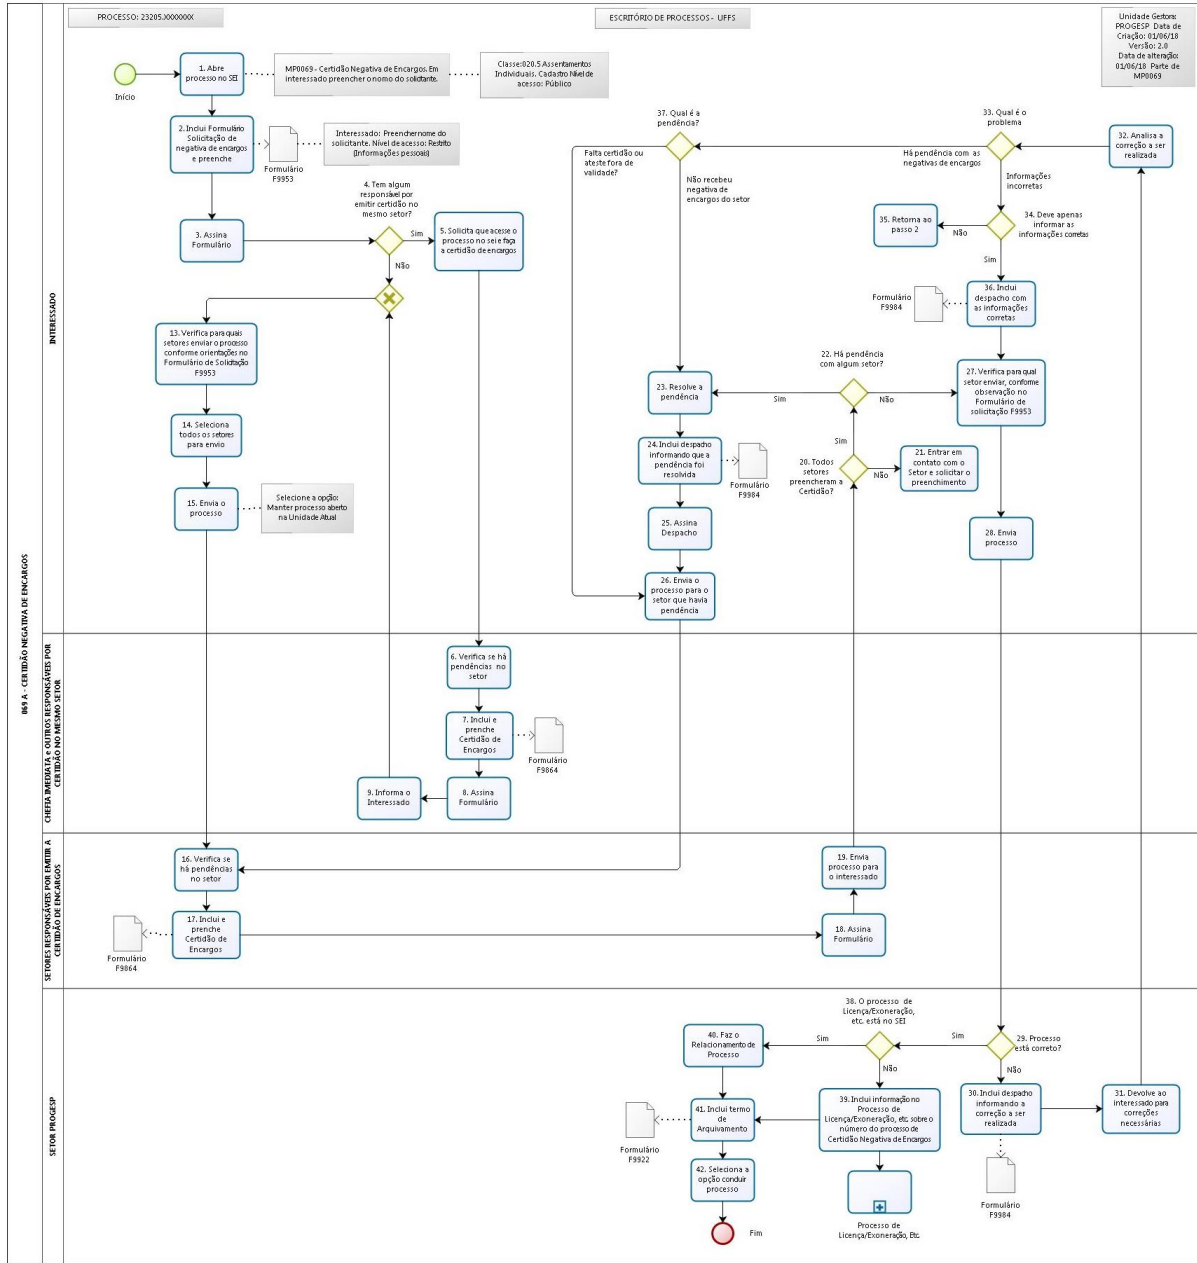 PROCESSO: 23205.XXXXXXX
ESCRITÓRIO DE PROCESSOS - UFFS
Unidade Gestora:
PROGESP Data de
Criação: 01/06/18
Versão: 2.0
Data de alteração:
01/06/18 Parte de
MP0069
069 A - CERTIDÃO NEGATIVA DE ENCARGOS
INTERESSADO
Início
1. Abre
processo no SEI
MP0069 - Certidão Negativa de Encargos. Em
interessado preencher o nomo do solicitante.
Classe:020.5 Assentamentos
Individuais. Cadastro Nível de
acesso: Público
2. Inclui Formulário
Solicitação de
negativa de encargos
e preenche
Formulário
F9953
Interessado: Preencher nome do
solicitante. Nível de acesso: Restrito
(Informações pessoais)
3. Assina
Formulário
4. Tem algum
responsável por
emitir certidão no
mesmo setor?
Sim
Não
5. Solicita que acesse o
processo no sei e faça
a certidão de encargos
13. Verifica para quais
setores enviar o processo
conforme orientações no
Formulário de Solicitação
F9953
14. Seleciona
todos os setores
para envio
15. Envia o
processo
Selecione a opção:
Manter processo aberto
na Unidade Atual
37. Qual é a
pendência?
Falta certidão ou
ateste fora de
validade?
Não recebeu
negativa de
encargos do setor
33. Qual é o
problema
Há pendência com as
negativas de encargos
Informações
incorretas
32. Analisa a
correção a ser
realizada
35. Retorna ao
passo 2
Não
34. Deve apenas
informar as
informações corretas
Sim
36. Inclui
despacho com
as informações
corretas
Formulário
F9984
22. Há pendência
com algum setor?
Sim
Não
23. Resolve a
pendência
27. Verifica para qual
setor enviar, conforme
observação no
Formulário de
solicitação F9953
24. Inclui despacho
informando que a
pendência foi
resolvida
Formulário
F9984
Sim
20. Todos
setores
preencheram a
Certidão?
Não
21. Entrar em
contato com o
Setor e solicitar o
preenchimento
25. Assina
Despacho
28. Envia
processo
26. Envia o
processo para o
setor que havia
pendência
CHEFIA IMEDIATA e OUTROS RESPONSÁVEIS POR
CERTIDÃO NO MESMO SETOR
6. Verifica se há
pendências no
setor
7. Inclui e
prenche
Certidão de
Encargos
Formulário
F9864
8. Assina
Formulário
9. Informa o
Interessado
SETORES RESPONSÁVEIS POR EMITIR A
CERTIDÃO DE ENCARGOS
16. Verifica se
há pendências
no setor
17. Inclui e
prenche
Certidão de
Encargos
Formulário
F9864
19. Envia
processo para
o interessado
18. Assina
Formulário
SETOR PROGESP
38. O processo de
Licença/Exoneração,
etc. está no SEI
Sim
Não
40. Faz o
Relacionamento de
Processo
Sim
29. Processo
está correto?
Não
39. Inclui informação no
Processo de
Licença/Exoneração, etc. sobre o
número do processo de
Certidão Negativa de Encargos
30. Inclui despacho
informando a
correção a ser
realizada
31. Devolve ao
interessado para
correções
necessárias
41. Inclui termo
de
Arquivamento
Formulário
F9922
42. Seleciona a
opção conduir
processo
Processo de
Licença/Exoneração, Etc.
Formulário
F9984
Fim